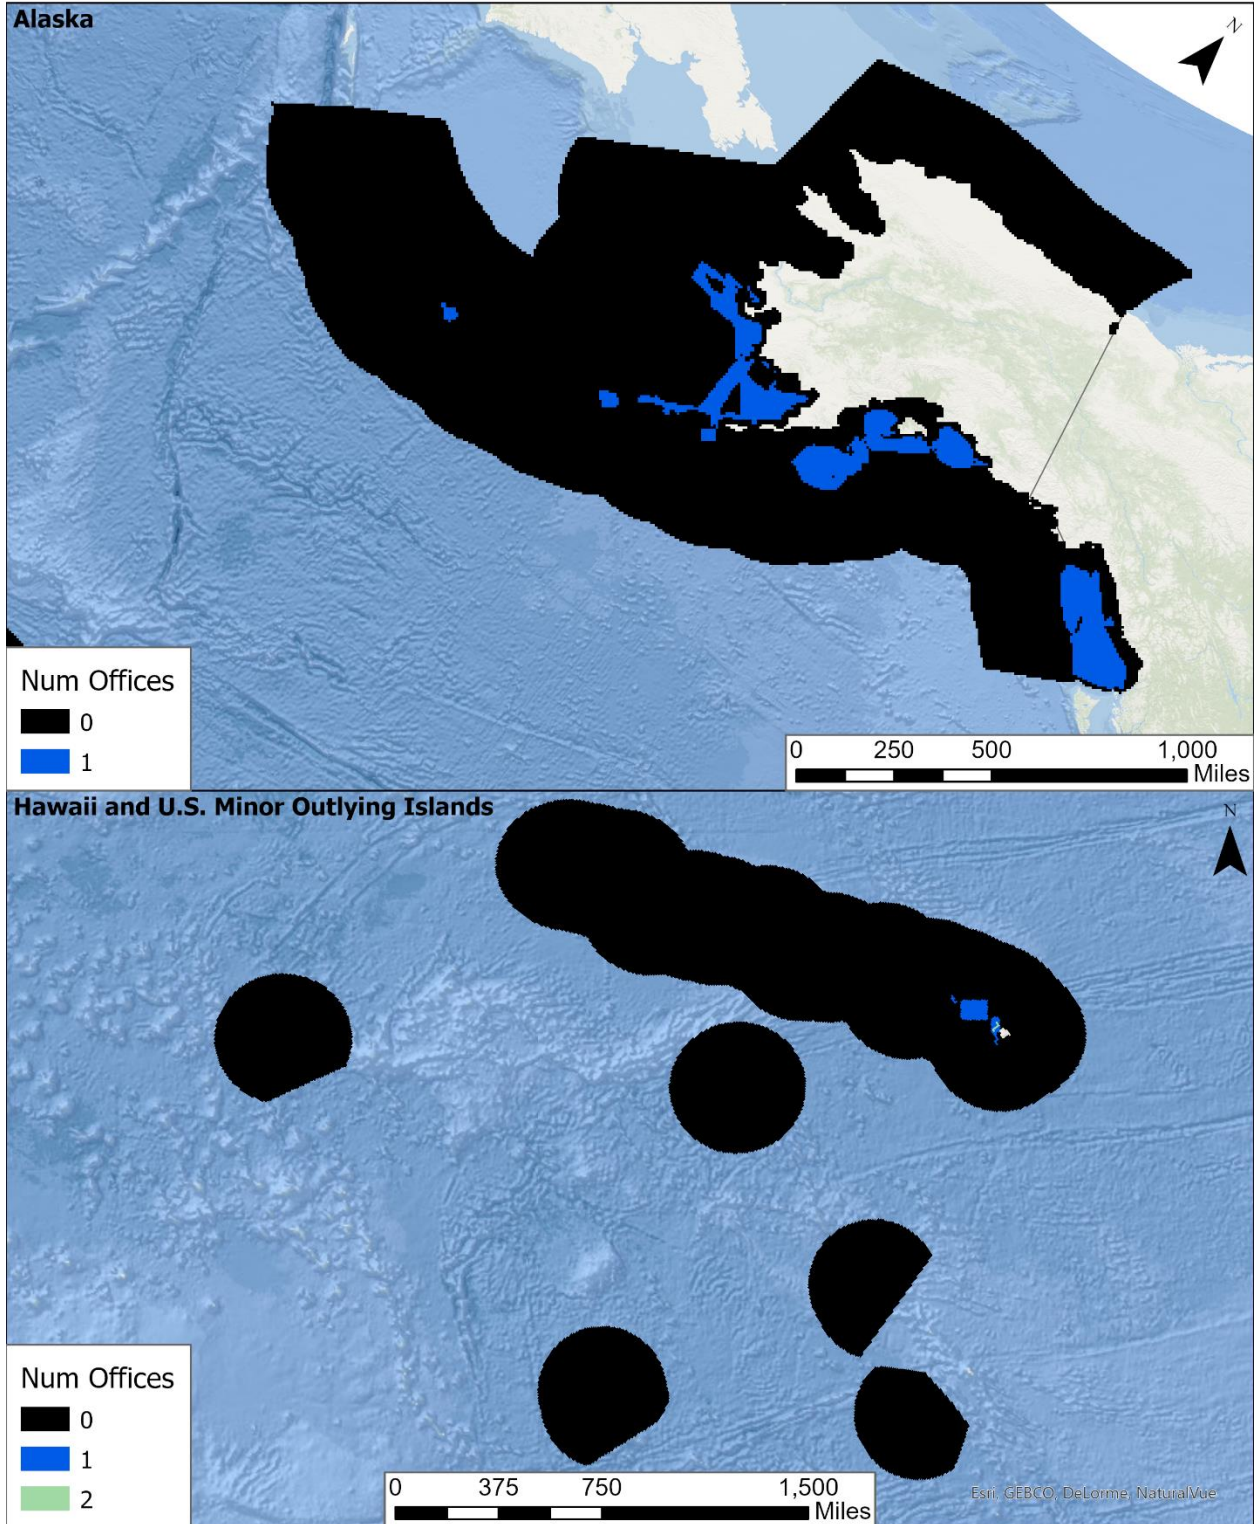 Alaska
N
Num Offices
0
1
0 250 500 1,000
Miles
Hawaii and U.S. Minor Outlying Islands
N
Num Offices
0
1
2
0 375 750 1,500
Miles
Esri, GEBCO, DeLorme, NaturalVue